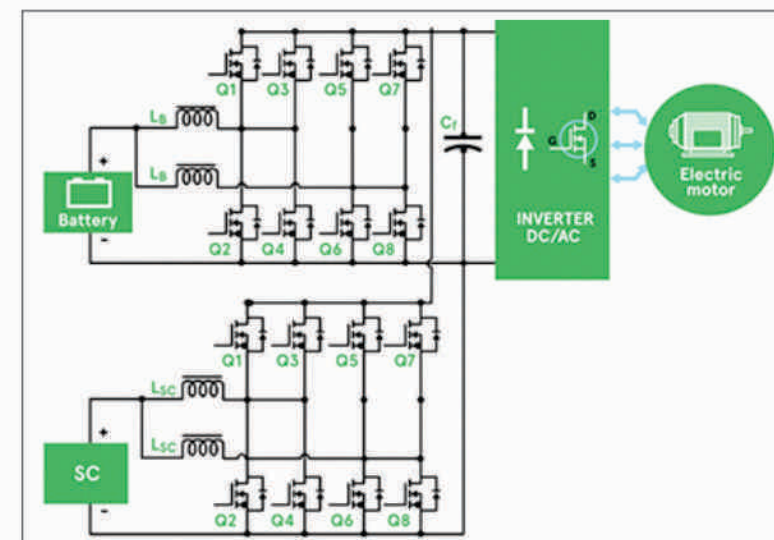 Q1 Q3 Q5 Q7
LB
LB
+
Battery
-
Q2 Q4 Q6 Q8
Cf
D
G
S
INVERTER
DC/AC
Electric
motor
Q1 Q3 Q5 Q7
LSC
LSC
+
SC
-
Q2 Q4 Q6 Q8